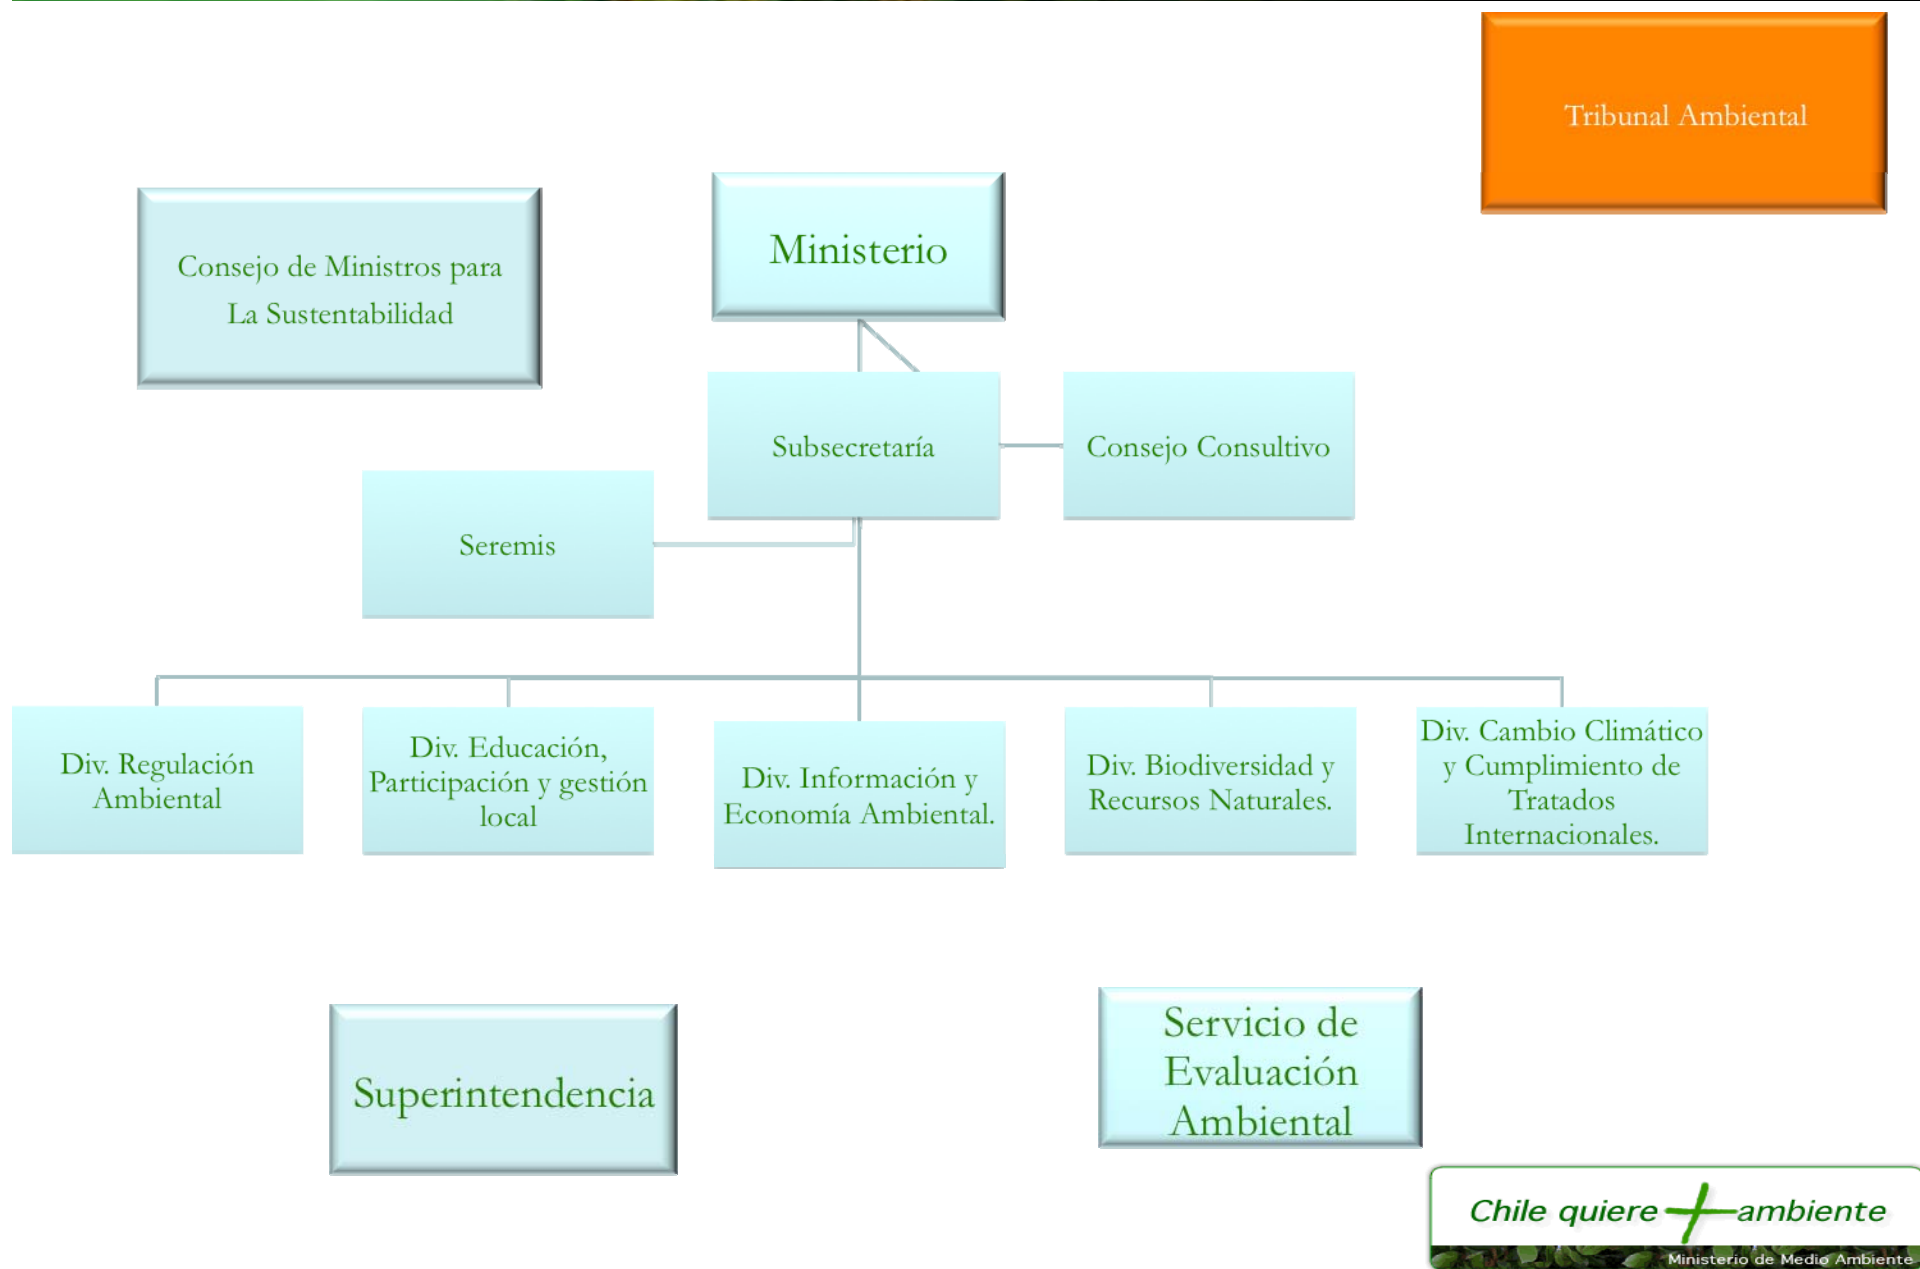 Tribunal Ambiental
Consejo de Ministros para
La Sustentabilidad
Ministerio
Subsecretaría
Consejo Consultivo
Seremis
Div. Regulación
Ambiental
Div. Educación,
Participación y gestión
local
Div. Información y
Economía Ambiental.
Div. Biodiversidad y
Recursos Naturales.
Div. Cambio Climático
y Cumplimiento de
Tratados
Internacionales.
Superintendencia
Servicio de
Evaluación
Ambiental
Chile quiere + ambiente
Ministerio de Medio Ambiente